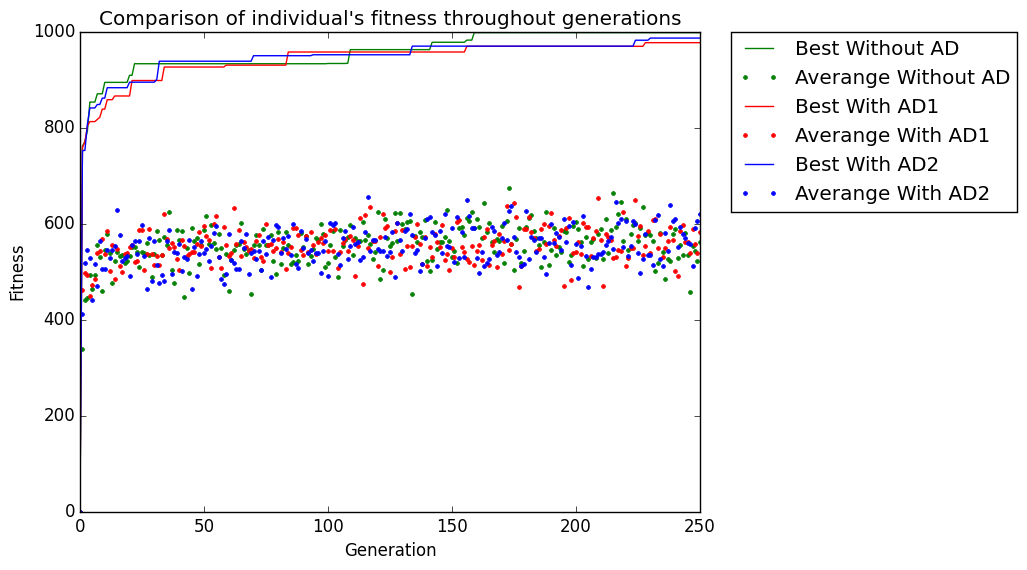 Comparison of individual's fitness throughout generations
1000
800
600
400
200
0
Fitness
0 50 100 150 200 250
Generation
Best Without AD
Averange Without AD
Best With AD1
Averange With AD1
Best With AD2
Averange With AD2